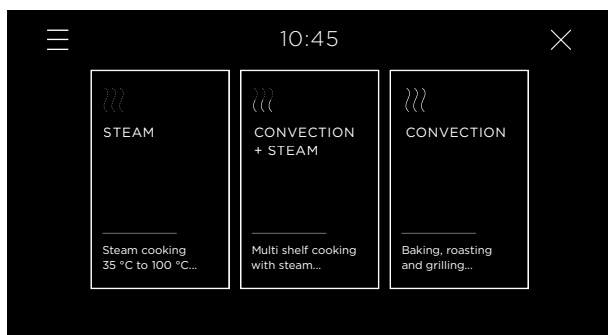 10:45
STEAM
Steam cooking
35 °C to 100 °C...
CONVECTION
+ STEAM
Multi shelf cooking
with steam...
CONVECTION
Baking, roasting
and grilling...